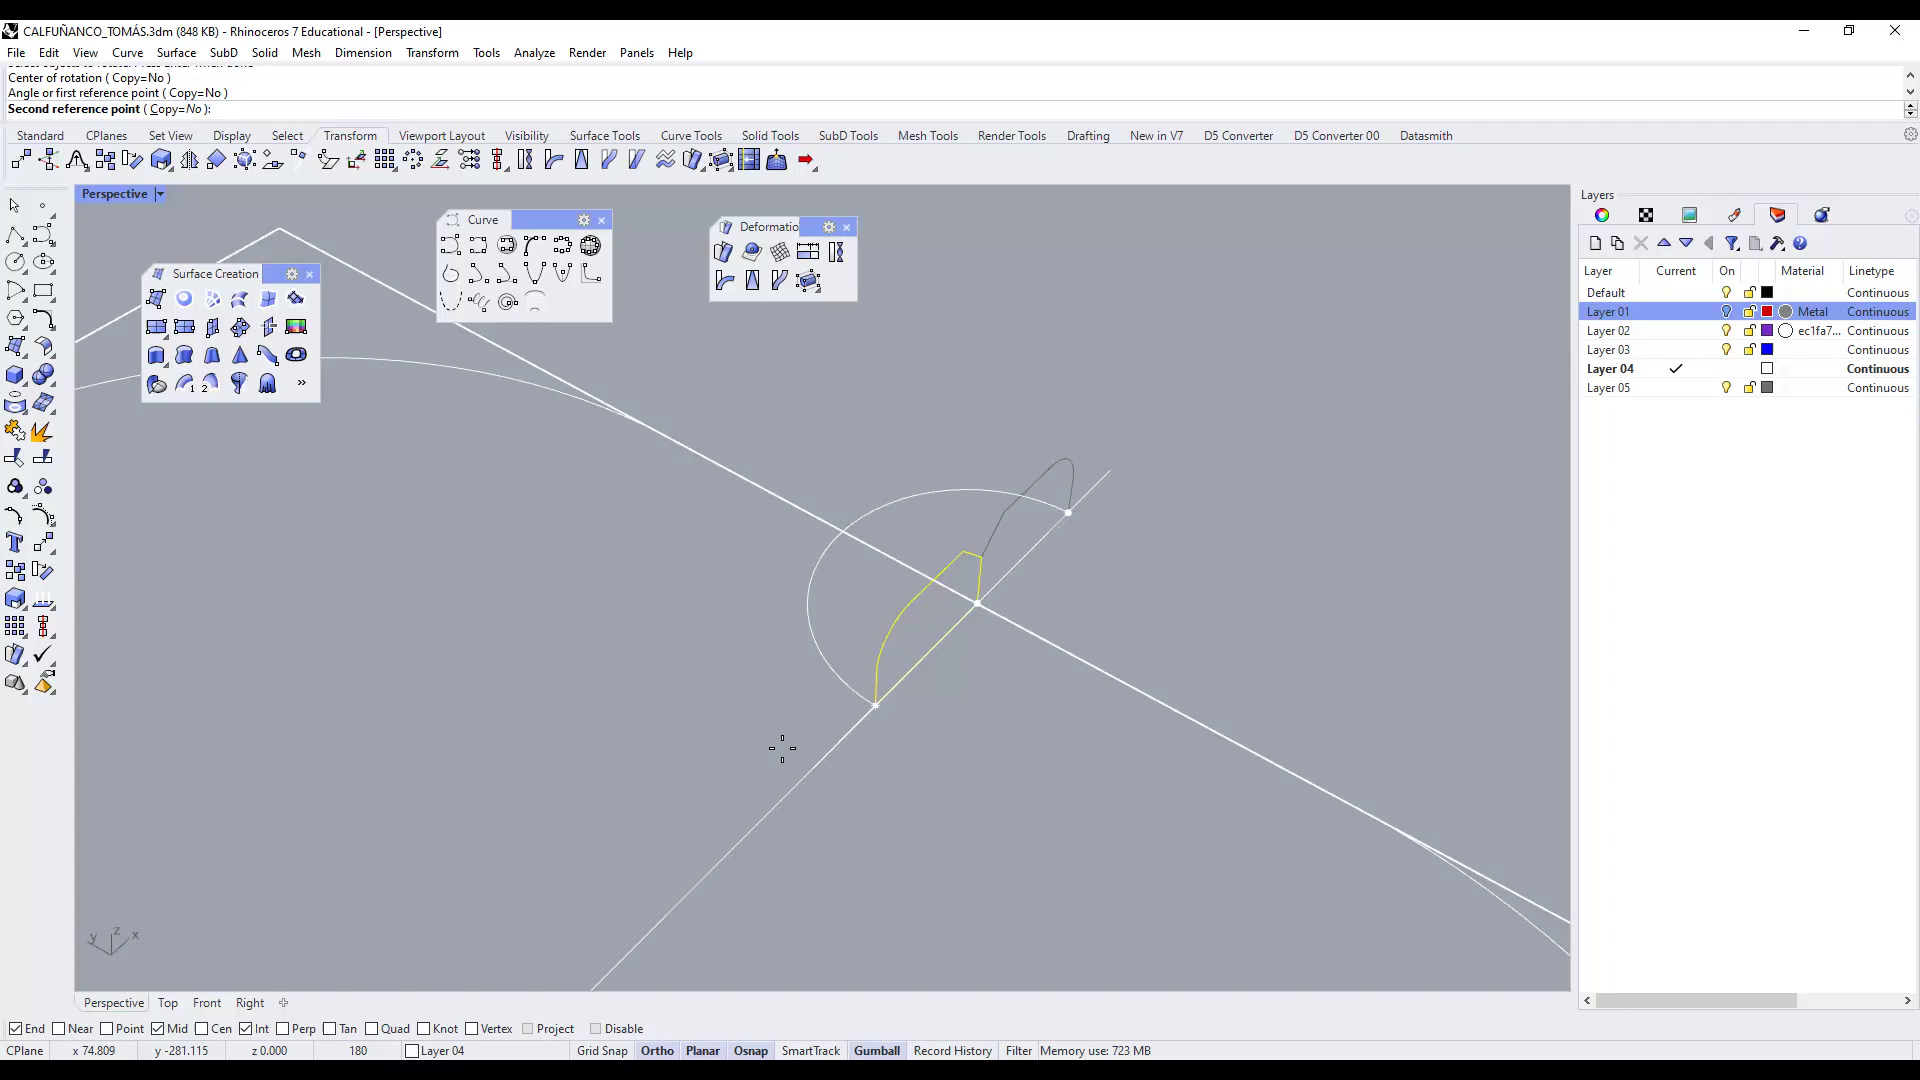 CALFUÑANCO_TOMÁS.3dm (848 KB) - Rhinoceros 7 Educational - [Perspective]
File Edit View Curve Surface SubD Solid Mesh Dimension Transform Tools Analyze Render Panels Help
Center of rotation ( Copy=No )
Angle or first reference point ( Copy=No )
Second reference point ( Copy=No ):
Standard CPlanes Set View Display Select Transform Viewport Layout Visibility Surface Tools Curve Tools Solid Tools SubD Tools Mesh Tools Render Tools Drafting New in V7 D5 Converter D5 Converter 00 Datasmith
Perspective
Layers
Curve
Deformatio
Surface Creation
1 2 »
Layer Current On Material Linetype
Default Continuous
Layer 01 Metal Continuous
Layer 02 ec1fa7... Continuous
Layer 03 Continuous
Layer 04 Continuous
Layer 05 Continuous
y z x
Perspective Top Front Right
End Near Point Mid Cen Int Perp Tan Quad Knot Vertex Project Disable
CPlane x 74.809 y -281.115 z 0.000 180 Layer 04 Grid Snap Ortho Planar Osnap SmartTrack Gumball Record History Filter Memory use: 723 MB